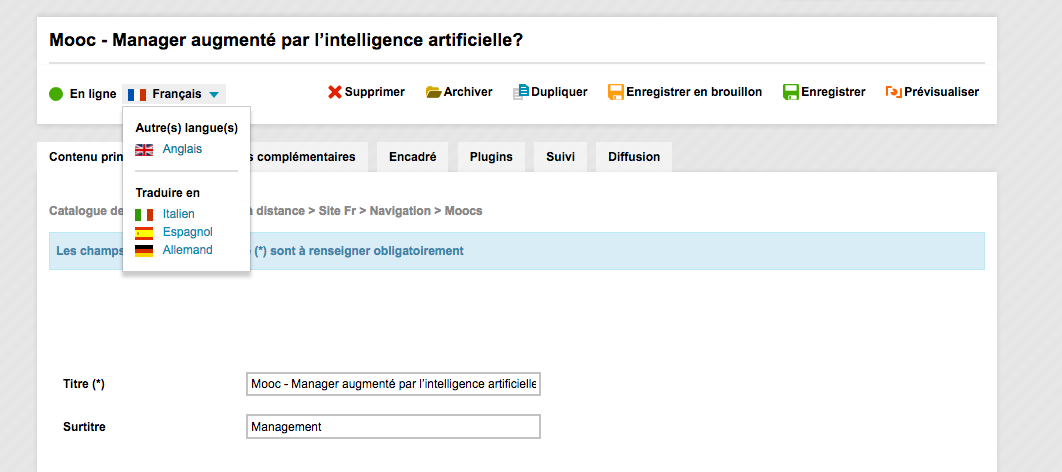 Mooc - Manager augmenté par l'intelligence artificielle?
En ligne Français Supprimer Archiver Dupliquer Enregistrer en brouillon Enregistrer Prévisualiser
Autre(s) langue(s)
Anglais
Traduire en
Italien
Espagnol
Allemand
Contenu complémentaires Encadré Plugins Suivi Diffusion
Catalogue distance > Site Fr > Navigation > Moocs
Les champs (*) sont à renseigner obligatoirement
Titre (*) Mooc - Manager augmenté par l'intelligence artificielle
Surtitre Management